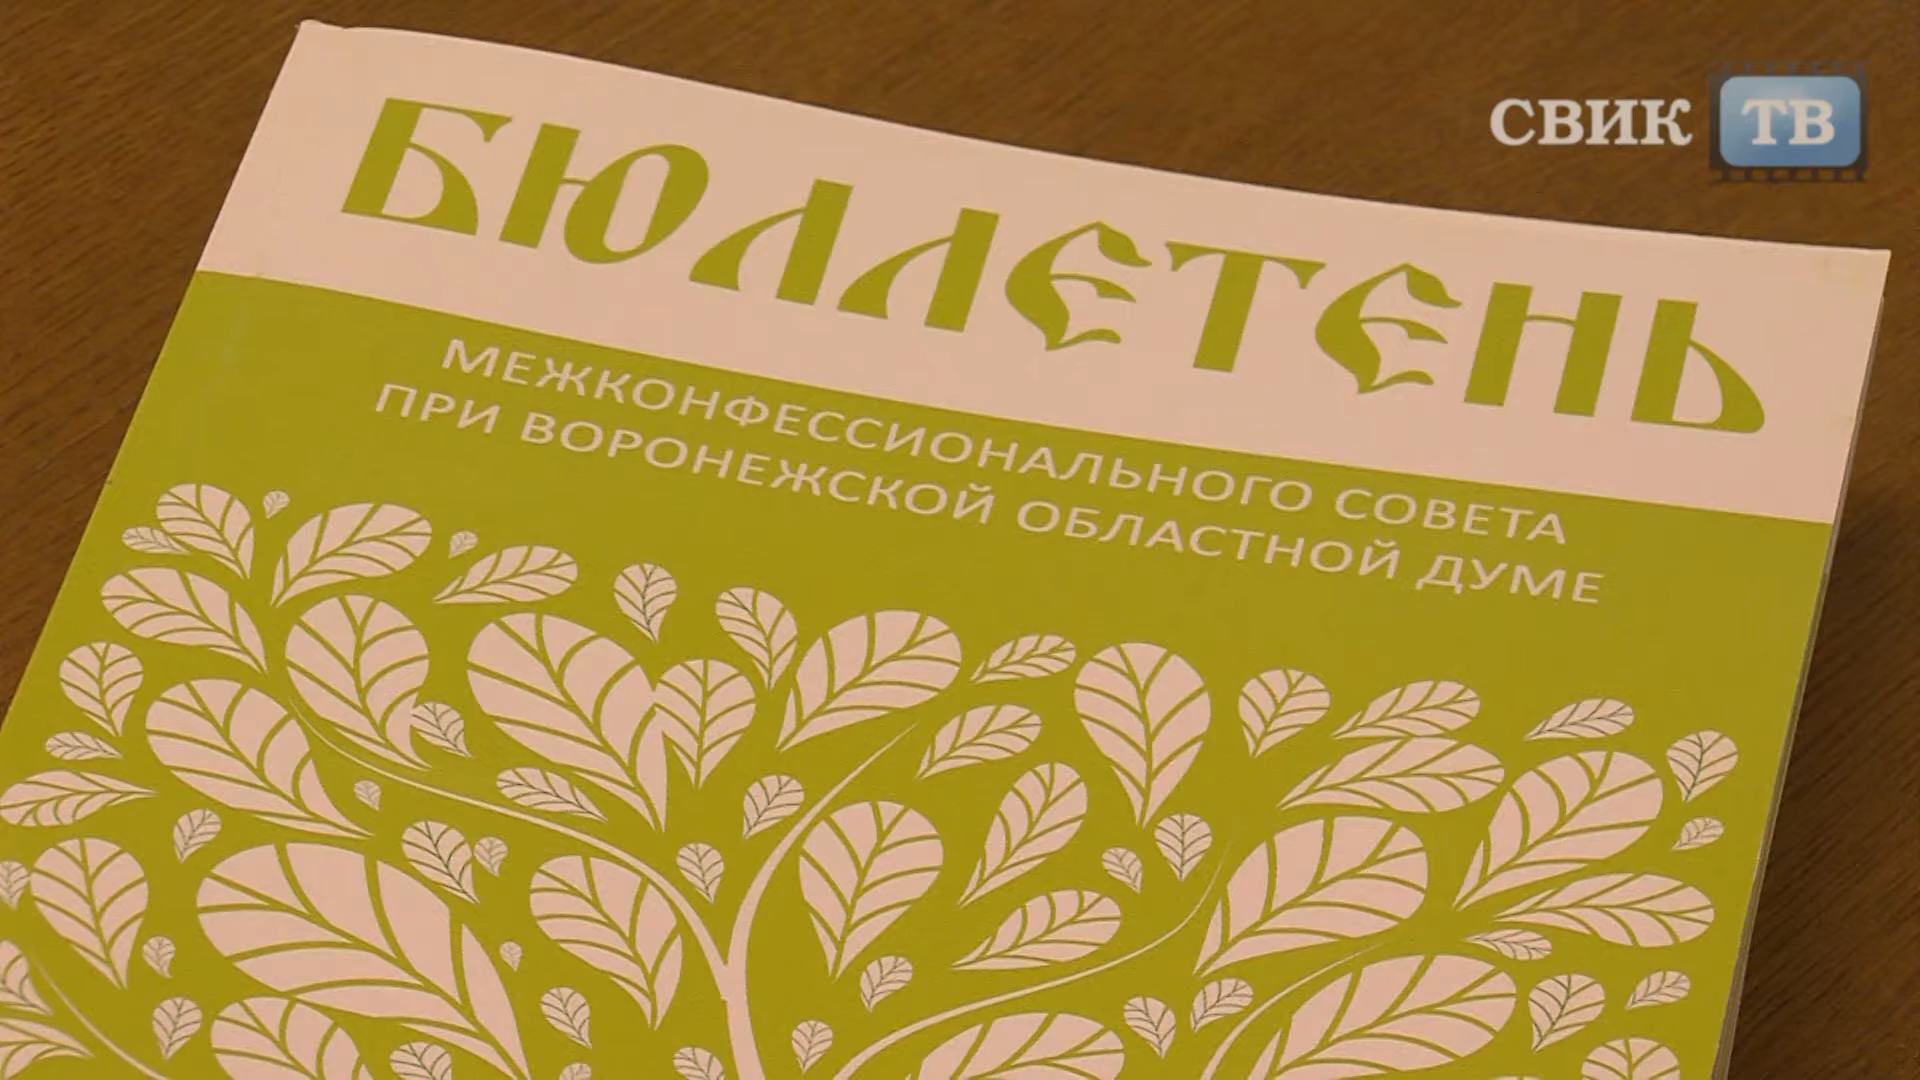 СВИК ТВ
БЮЛЛЕТЕНЬ
МЕЖКОНФЕССИОНАЛЬНОГО СОВЕТА
ПРИ ВОРОНЕЖСКОЙ ОБЛАСТНОЙ ДУМЕ